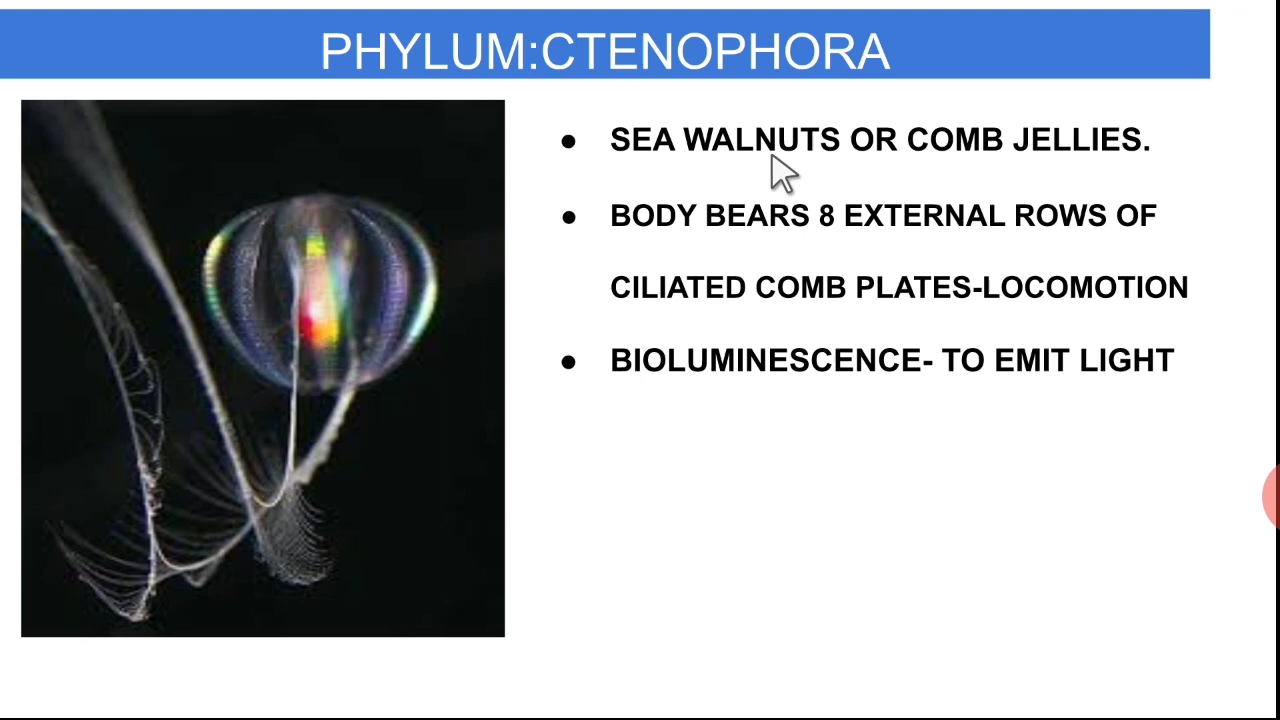 PHYLUM:CTENOPHORA
● SEA WALNUTS OR COMB JELLIES.
● BODY BEARS 8 EXTERNAL ROWS OF
CILIATED COMB PLATES-LOCOMOTION
● BIOLUMINESCENCE- TO EMIT LIGHT